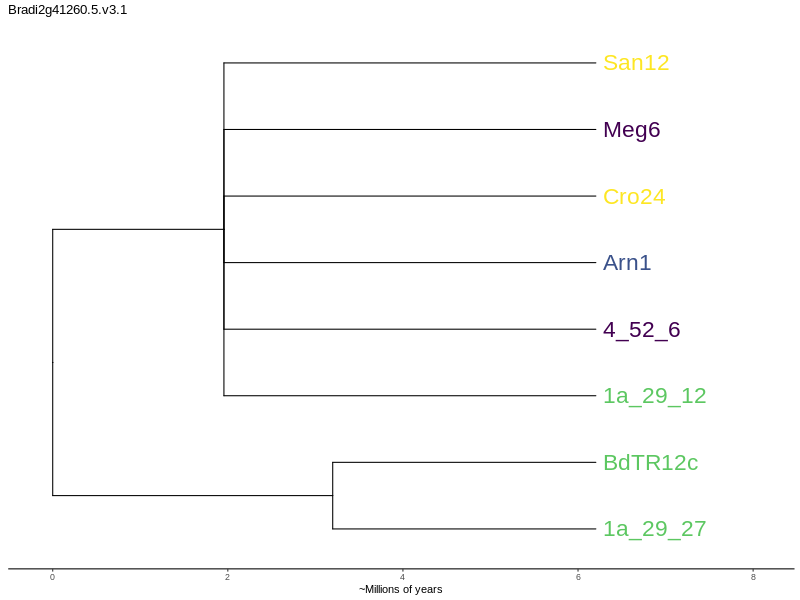 Bradi2g41260.5.v3.1
San12
Meg6
Cro24
Arn1
4_52_6
1a_29_12
BdTR12c
1a_29_27
0 2 4 6 8
~Millions of years